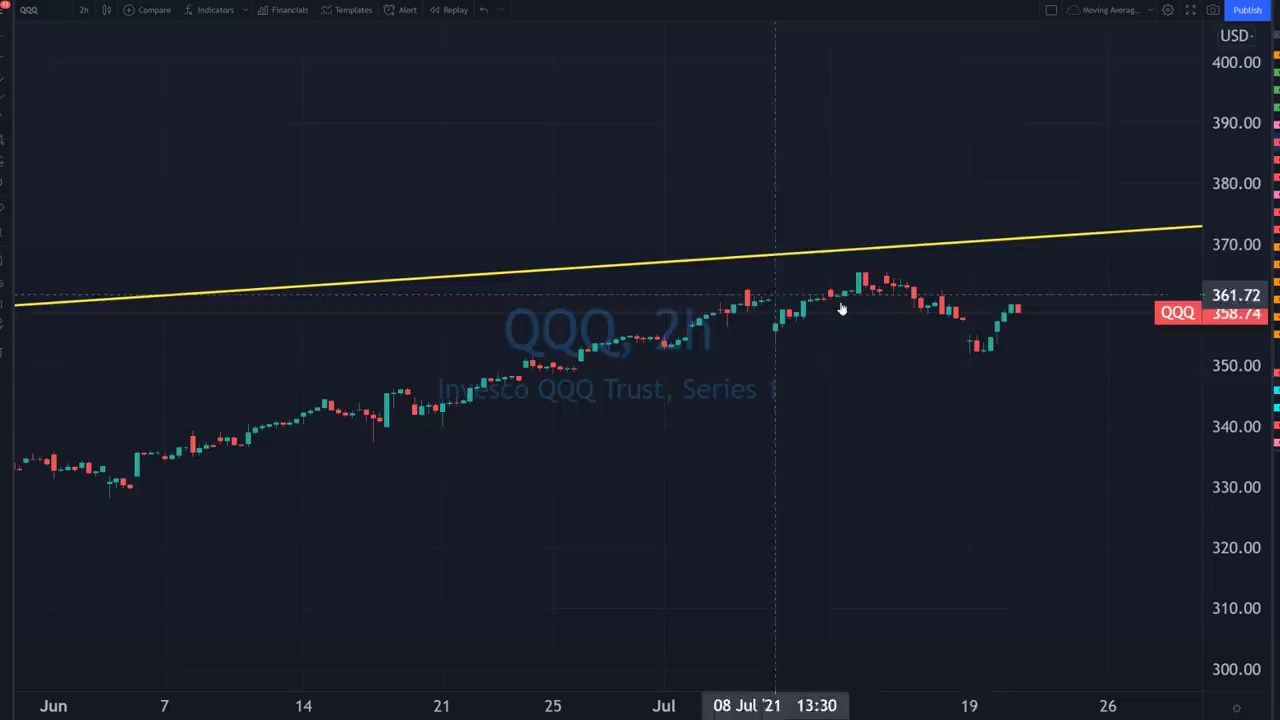 QQQ 2h Compare Indicators Financials Templates Alert Replay Moving Averag... Publish
USD
400.00
390.00
380.00
370.00
361.72
QQQ 358.74
350.00
340.00
330.00
320.00
310.00
300.00
QQQ, 2h
Invesco QQQ Trust, Series 1
Jun 7 14 21 25 Jul 08 Jul '21 13:30 19 26